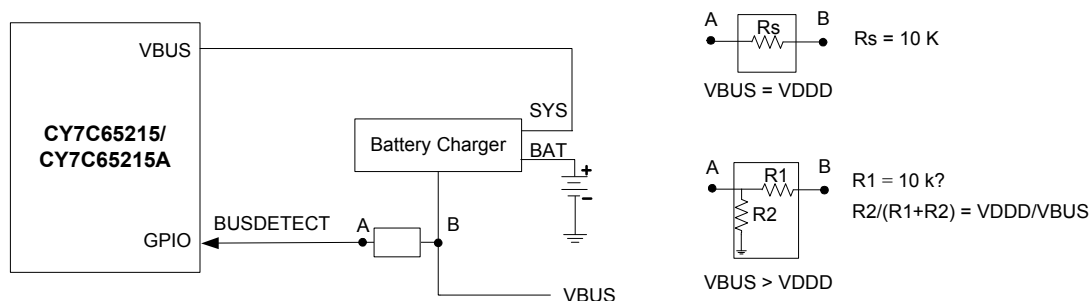 VBUS
CY7C65215/
CY7C65215A
SYS
Battery Charger
BAT
+
-
BUSDETECT
A
B
GPIO
VBUS
A
B
Rs
Rs = 10 K
VBUS = VDDD
A
B
R1
R2
R1 = 10 k?
R2/(R1+R2) = VDDD/VBUS
VBUS > VDDD